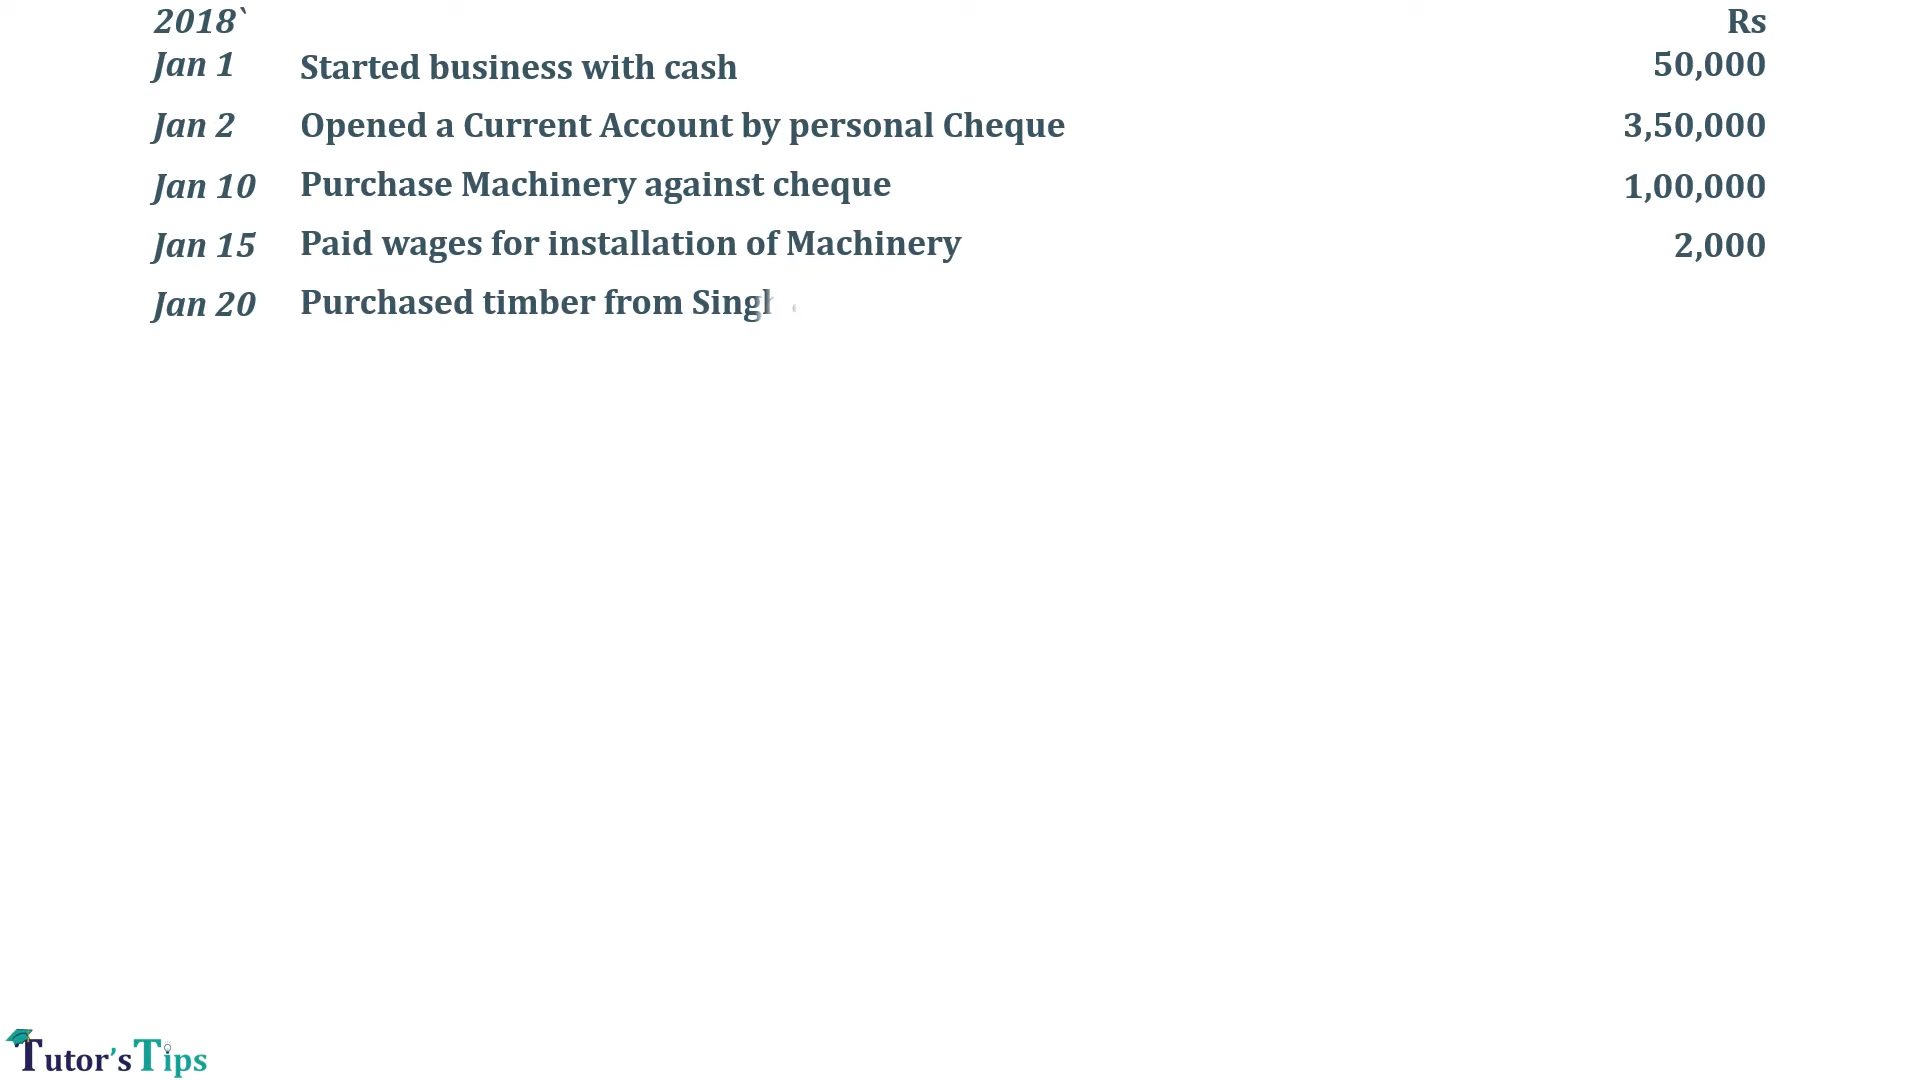 2018` Rs
Jan 1 Started business with cash 50,000
Jan 2 Opened a Current Account by personal Cheque 3,50,000
Jan 10 Purchase Machinery against cheque 1,00,000
Jan 15 Paid wages for installation of Machinery 2,000
Jan 20 Purchased timber from
Tutor'sTips